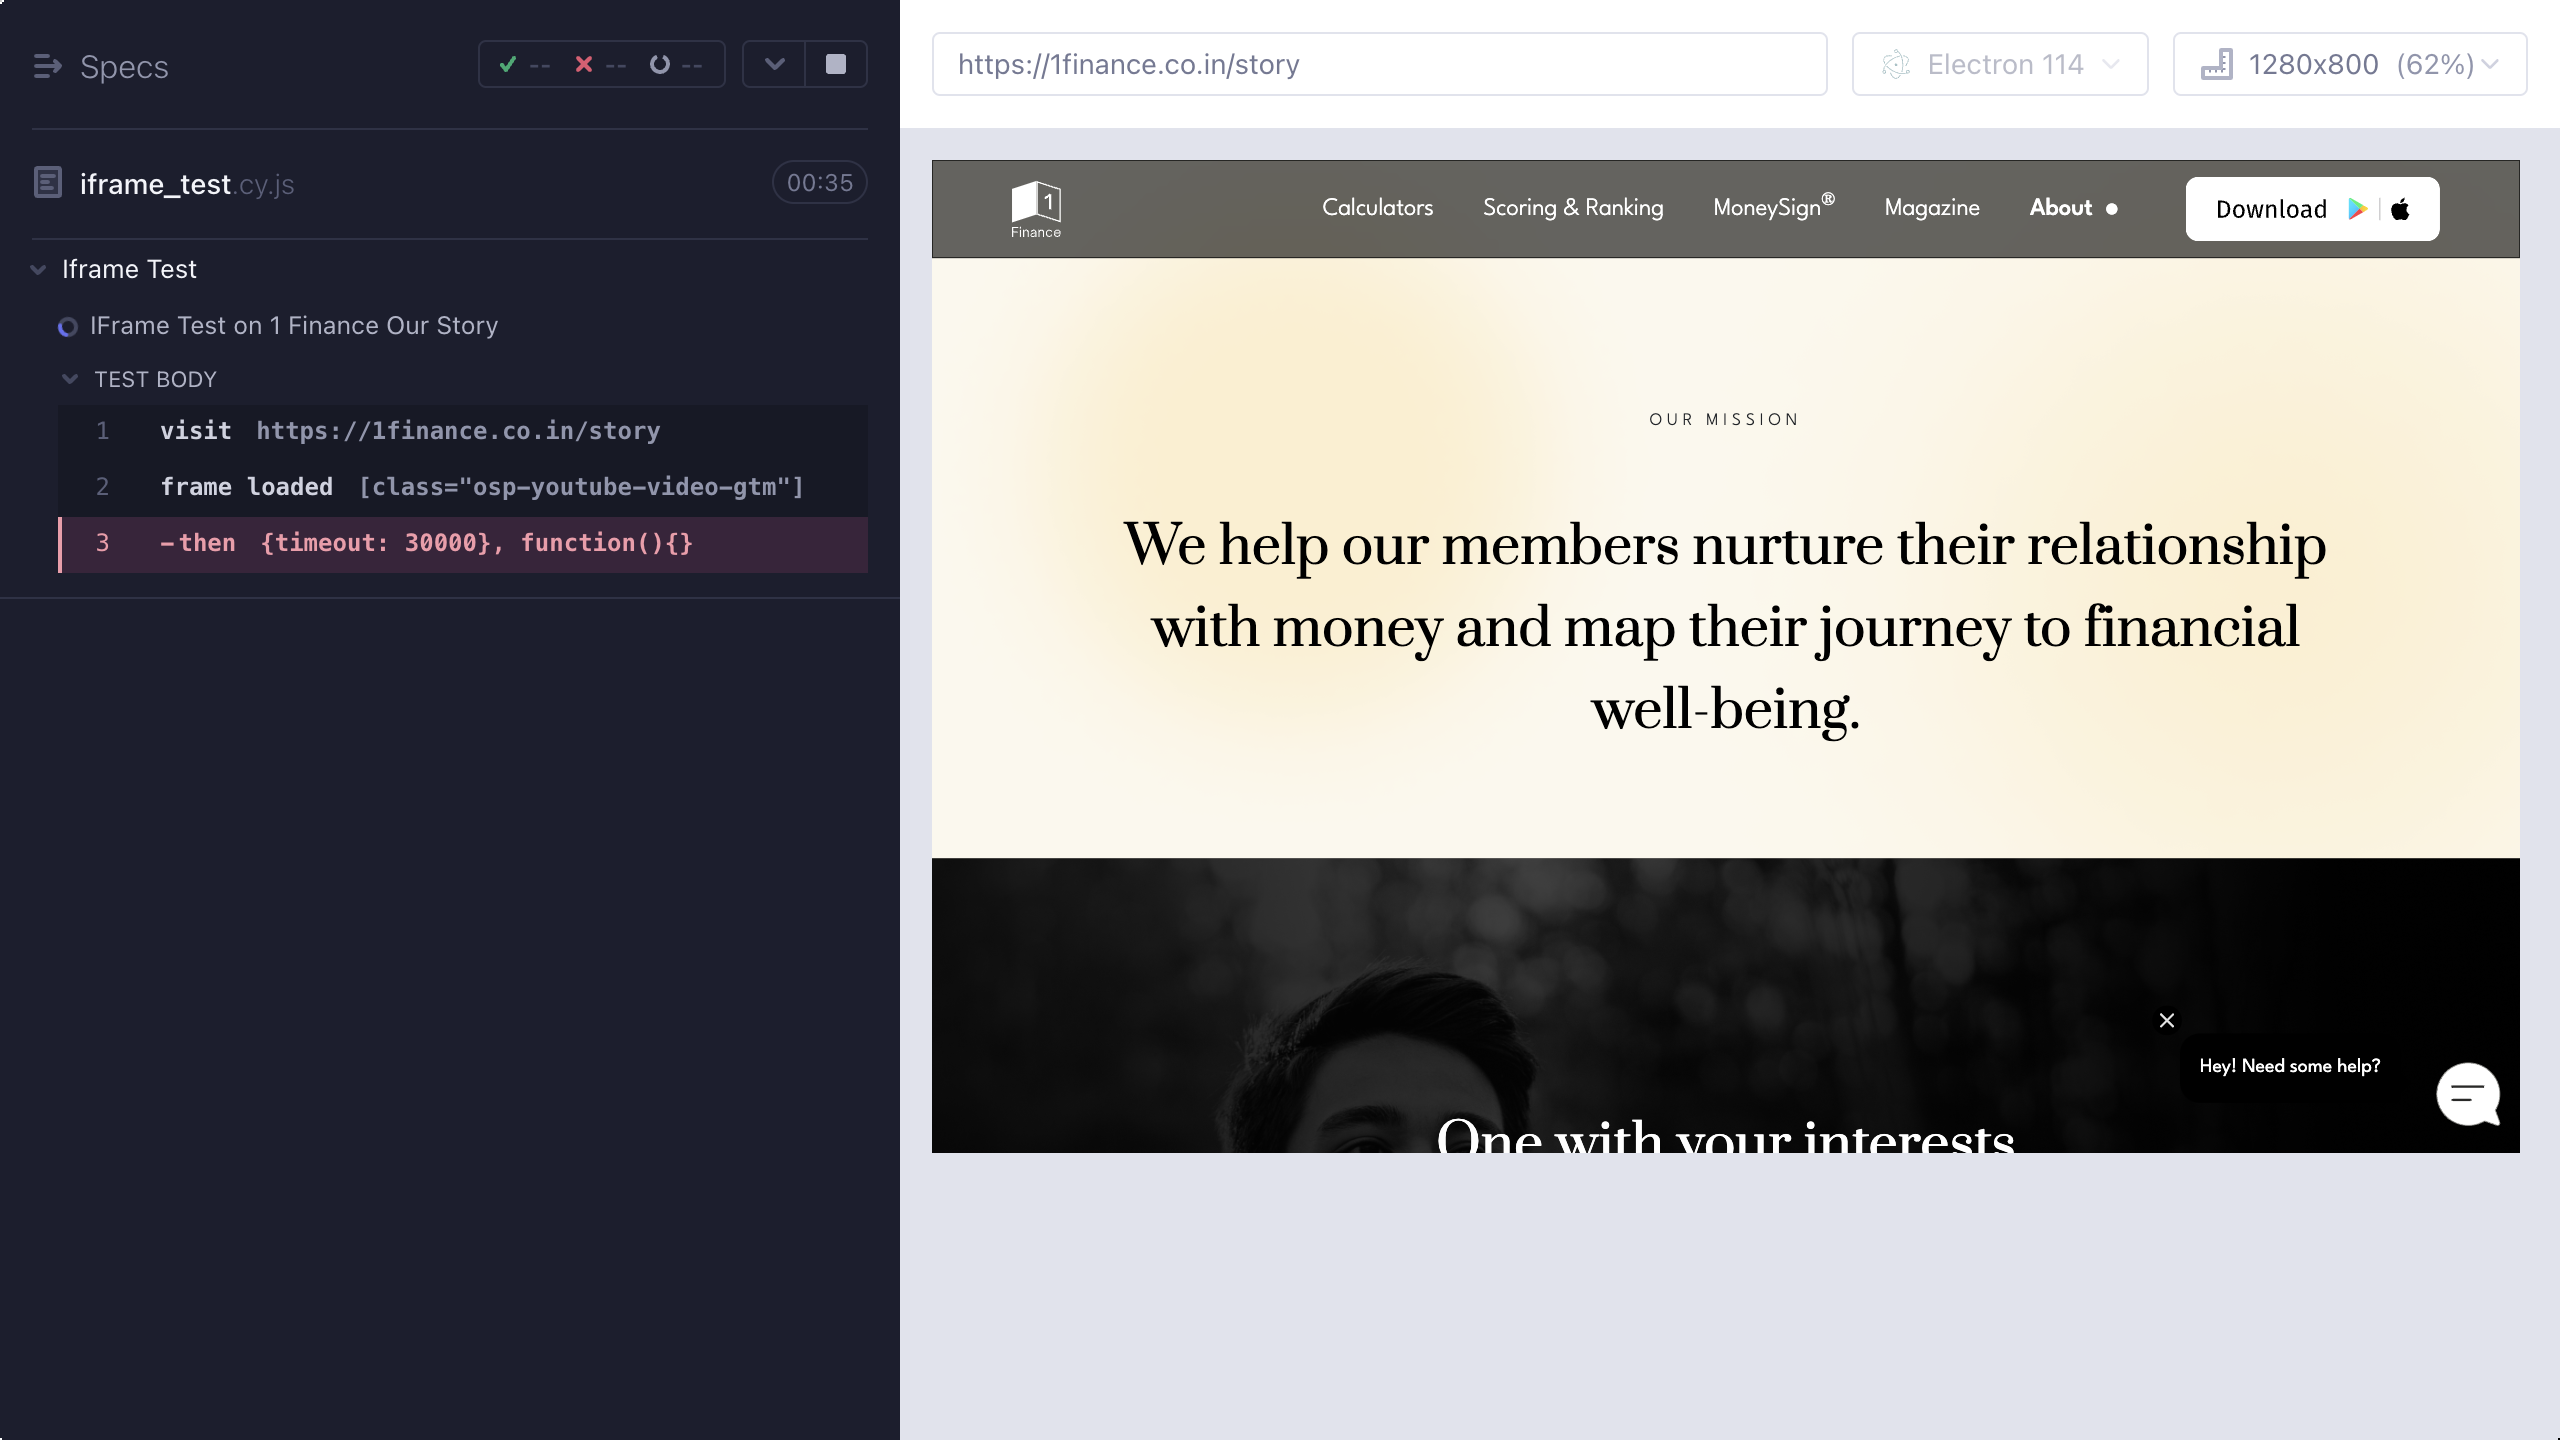 Specs
-- -- --
iframe_test.cy.js
00:35
Iframe Test
IFrame Test on 1 Finance Our Story
TEST BODY
1 visit https://1finance.co.in/story
2 frame loaded [class="osp-youtube-video-gtm"]
3 -then {timeout: 30000}, function(){}
https://1finance.co.in/story
Electron 114
1280x800 (62%)
1
Finance
Calculators
Scoring & Ranking
MoneySign®
Magazine
About
Download
OUR MISSION
We help our members nurture their relationship
with money and map their journey to financial
well-being.
Hey! Need some help?
One with your interests